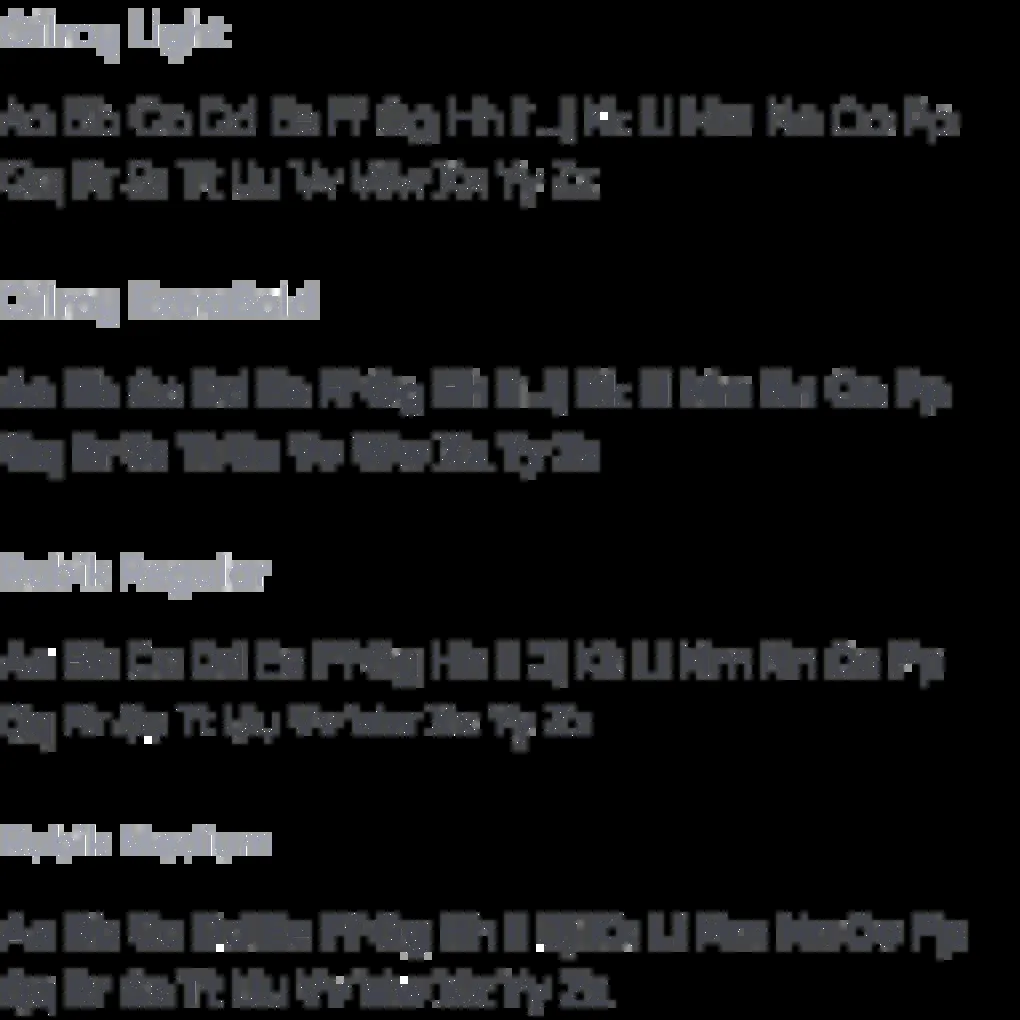 Gilroy Light
Aa Bb Cc Dd Ee Ff Gg Hh Ii Jj Kk Ll Mm Nn Oo Pp
Qq Rr Ss Tt Uu Vv Ww Xx Yy Zz
Gilroy ExtraBold
Aa Bb Cc Dd Ee Ff Gg Hh Ii Jj Kk Ll Mm Nn Oo Pp
Qq Rr Ss Tt Uu Vv Ww Xx Yy Zz
Rubik Regular
Aa Bb Cc Dd Ee Ff Gg Hh Ii Jj Kk Ll Mm Nn Oo Pp
Qq Rr Ss Tt Uu Vv Ww Xx Yy Zz
Rubik Medium
Aa Bb Cc Dd Ee Ff Gg Hh Ii Jj Kk Ll Mm Nn Oo Pp
Qq Rr Ss Tt Uu Vv Ww Xx Yy Zz